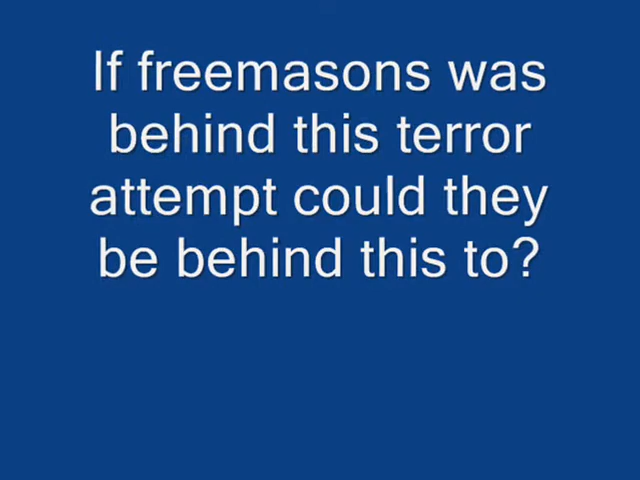 If freemasons was
behind this terror
attempt could they
be behind this to?